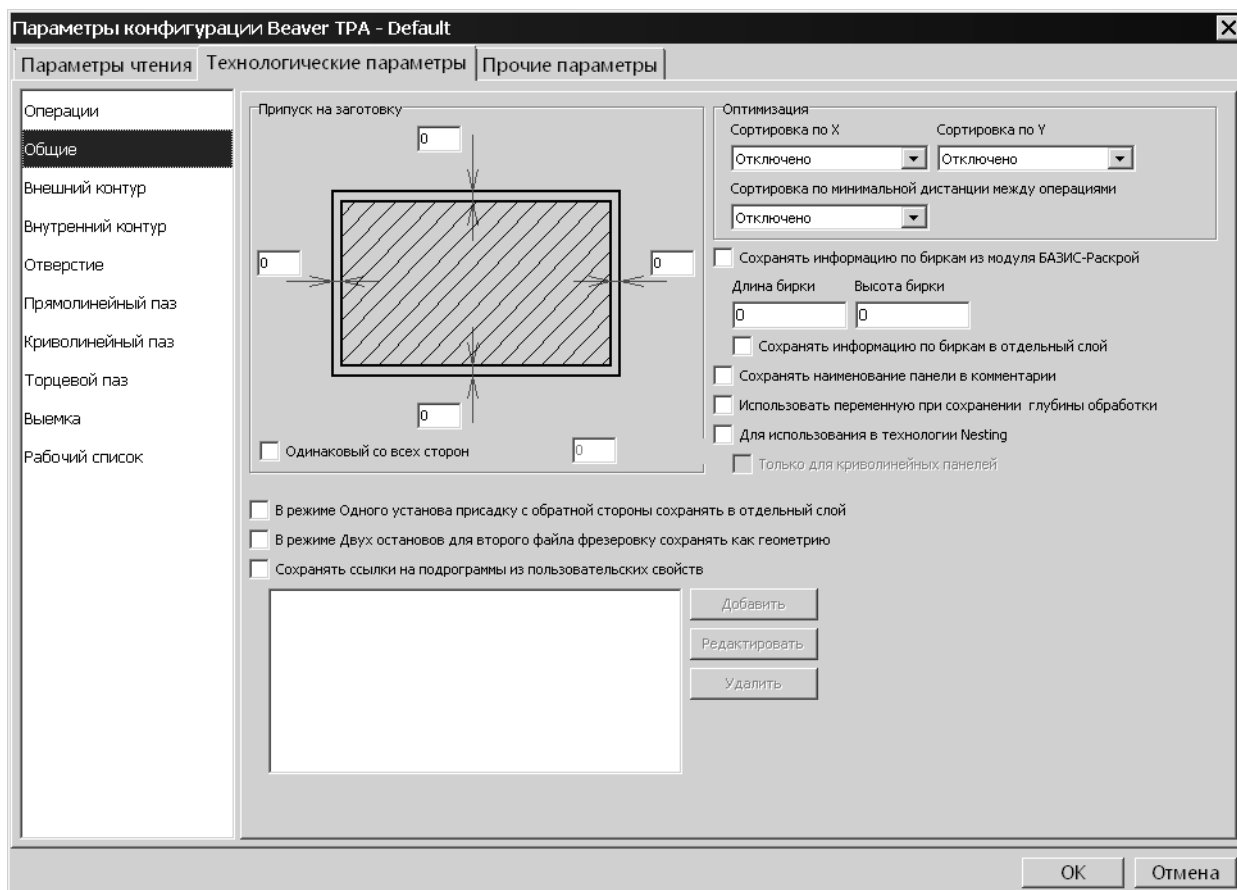 Параметры конфигурации Beaver TPA - Default
Параметры чтения
Технологические параметры
Прочие параметры
Операции
Общие
Внешний контур
Внутренний контур
Отверстие
Прямолинейный паз
Криволинейный паз
Торцевой паз
Выемка
Рабочий список
Припуск на заготовку
0
0
0
0
Одинаковый со всех сторон
0
Оптимизация
Сортировка по X
Сортировка по Y
Отключено
Отключено
Сортировка по минимальной дистанции между операциями
Отключено
Сохранять информацию по биркам из модуля БАЗИС-Раскрой
Длина бирки
Высота бирки
0
0
Сохранять информацию по биркам в отдельный слой
Сохранять наименование панели в комментарии
Использовать переменную при сохранении глубины обработки
Для использования в технологии Nesting
Только для криволинейных панелей
В режиме Одного установа присадку с обратной стороны сохранять в отдельный слой
В режиме Двух остановов для второго файла фрезеровку сохранять как геометрию
Сохранять ссылки на подрограммы из пользовательских свойств
Добавить
Редактировать
Удалить
OK
Отмена